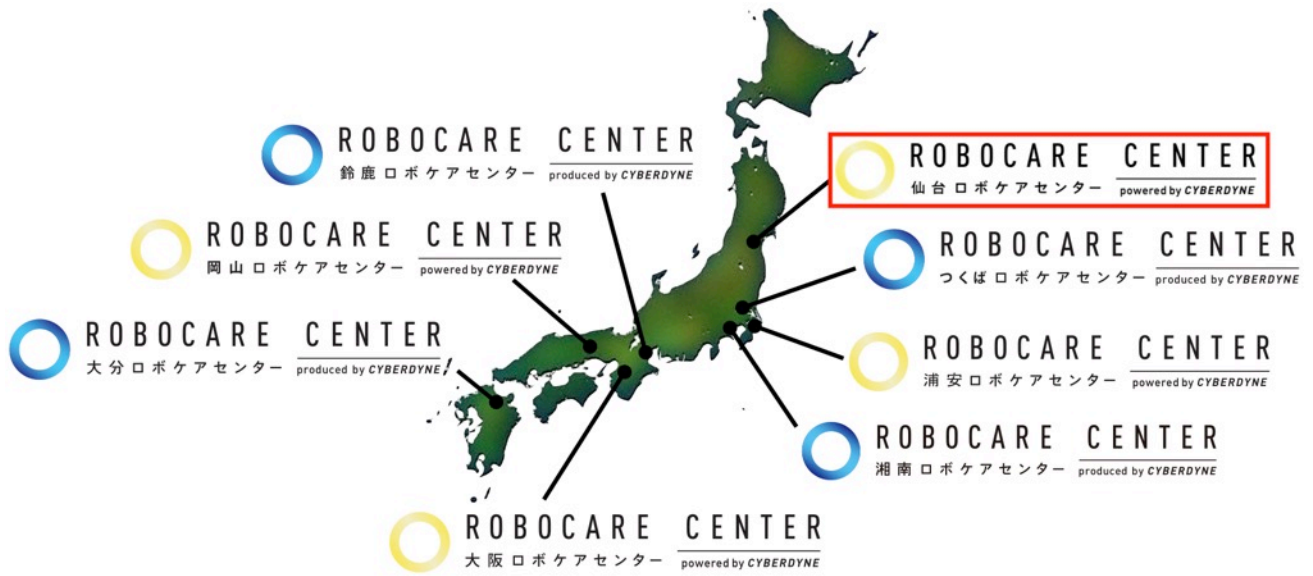 ROBOCARE CENTER
鈴鹿ロボケアセンター produced by CYBERDYNE
ROBOCARE CENTER
仙台ロボケアセンター powered by CYBERDYNE
ROBOCARE CENTER
岡山ロボケアセンター powered by CYBERDYNE
ROBOCARE CENTER
つくばロボケアセンター produced by CYBERDYNE
ROBOCARE CENTER
大分ロボケアセンター produced by CYBERDYNE
ROBOCARE CENTER
浦安ロボケアセンター powered by CYBERDYNE
ROBOCARE CENTER
湘南ロボケアセンター produced by CYBERDYNE
ROBOCARE CENTER
大阪ロボケアセンター powered by CYBERDYNE